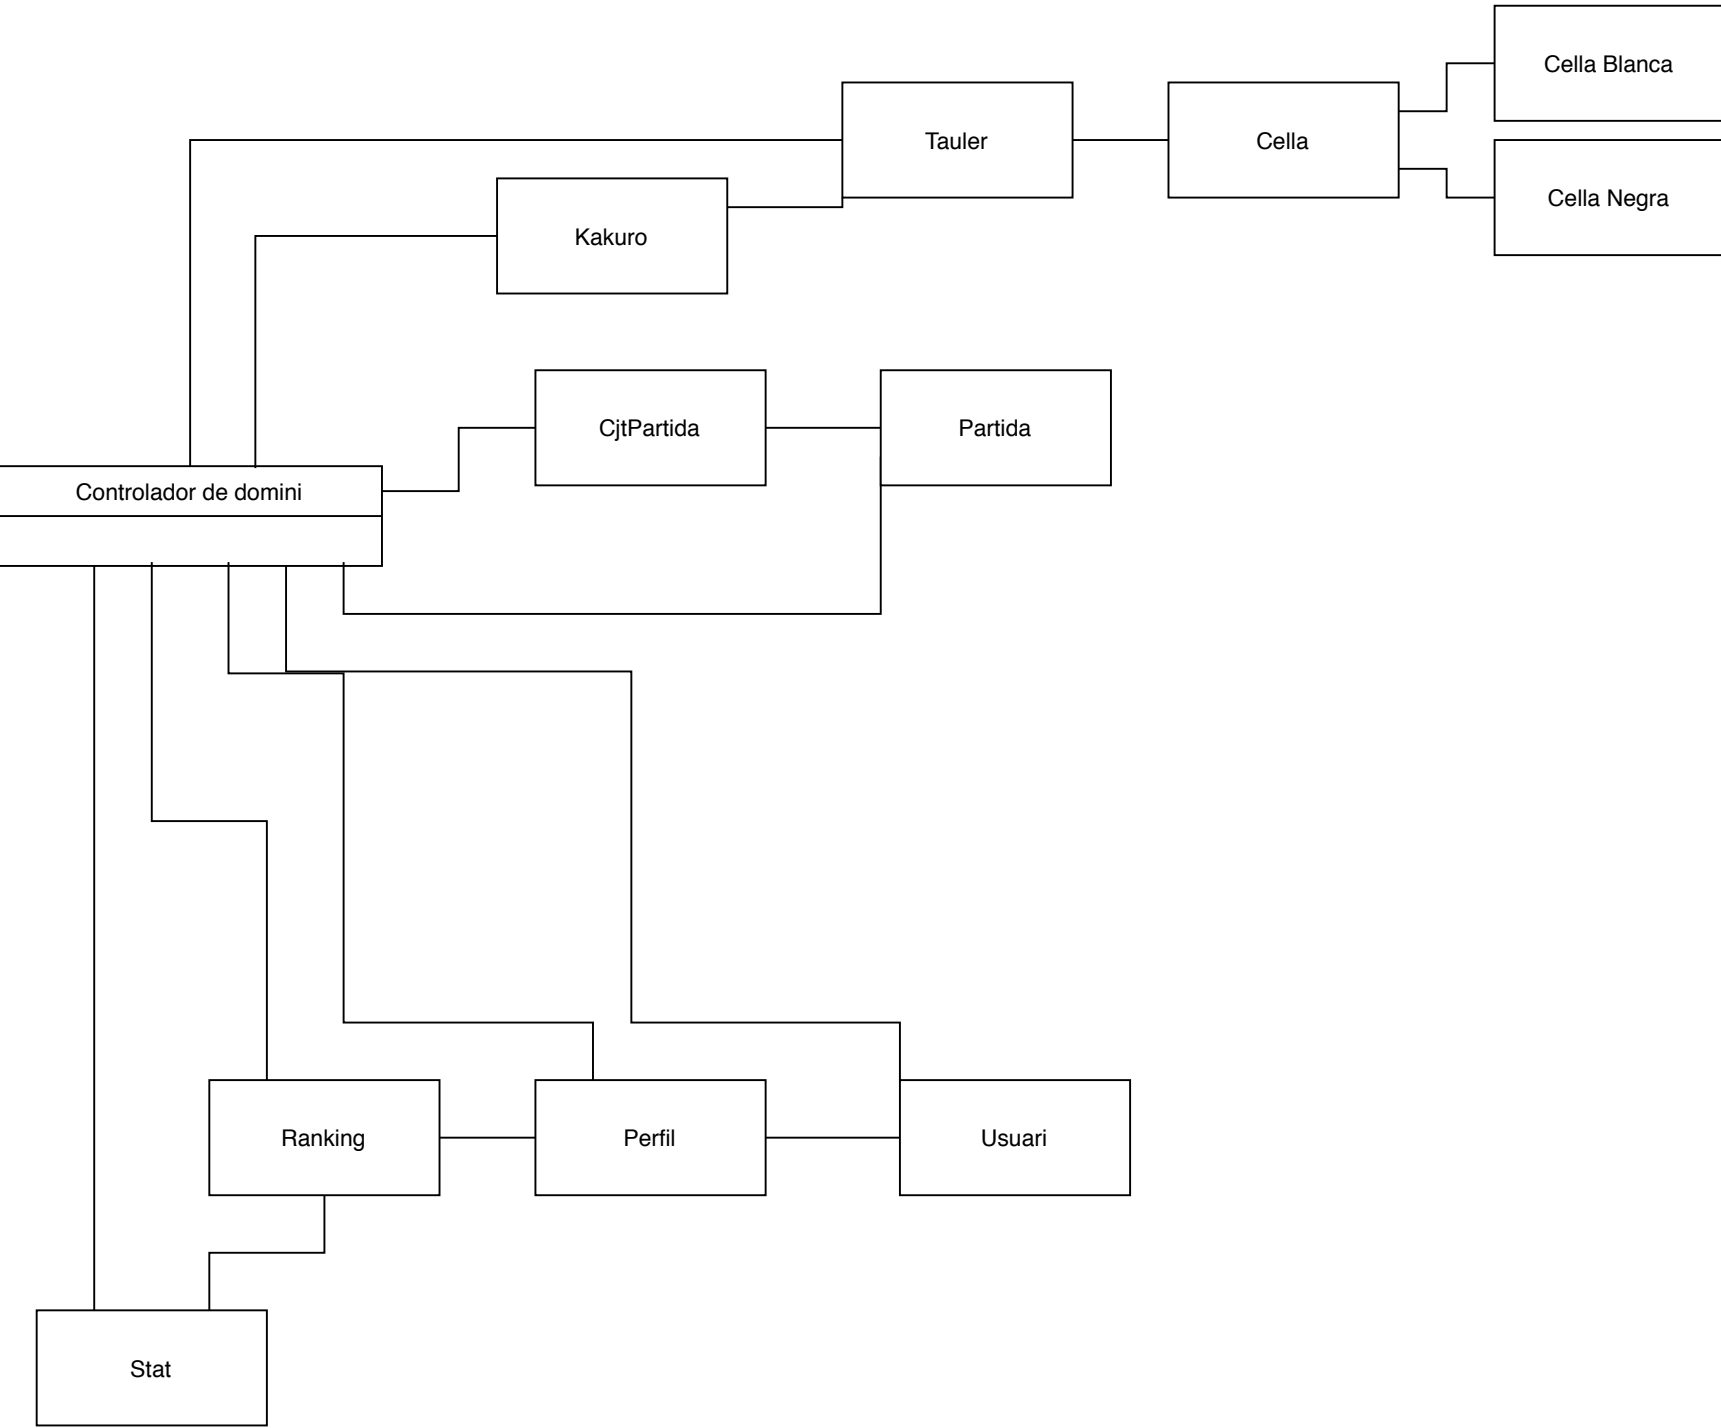 Cella Blanca
Tauler
Cella
Cella Negra
Kakuro
CjtPartida
Partida
Controlador de domini
Ranking
Perfil
Usuari
Stat